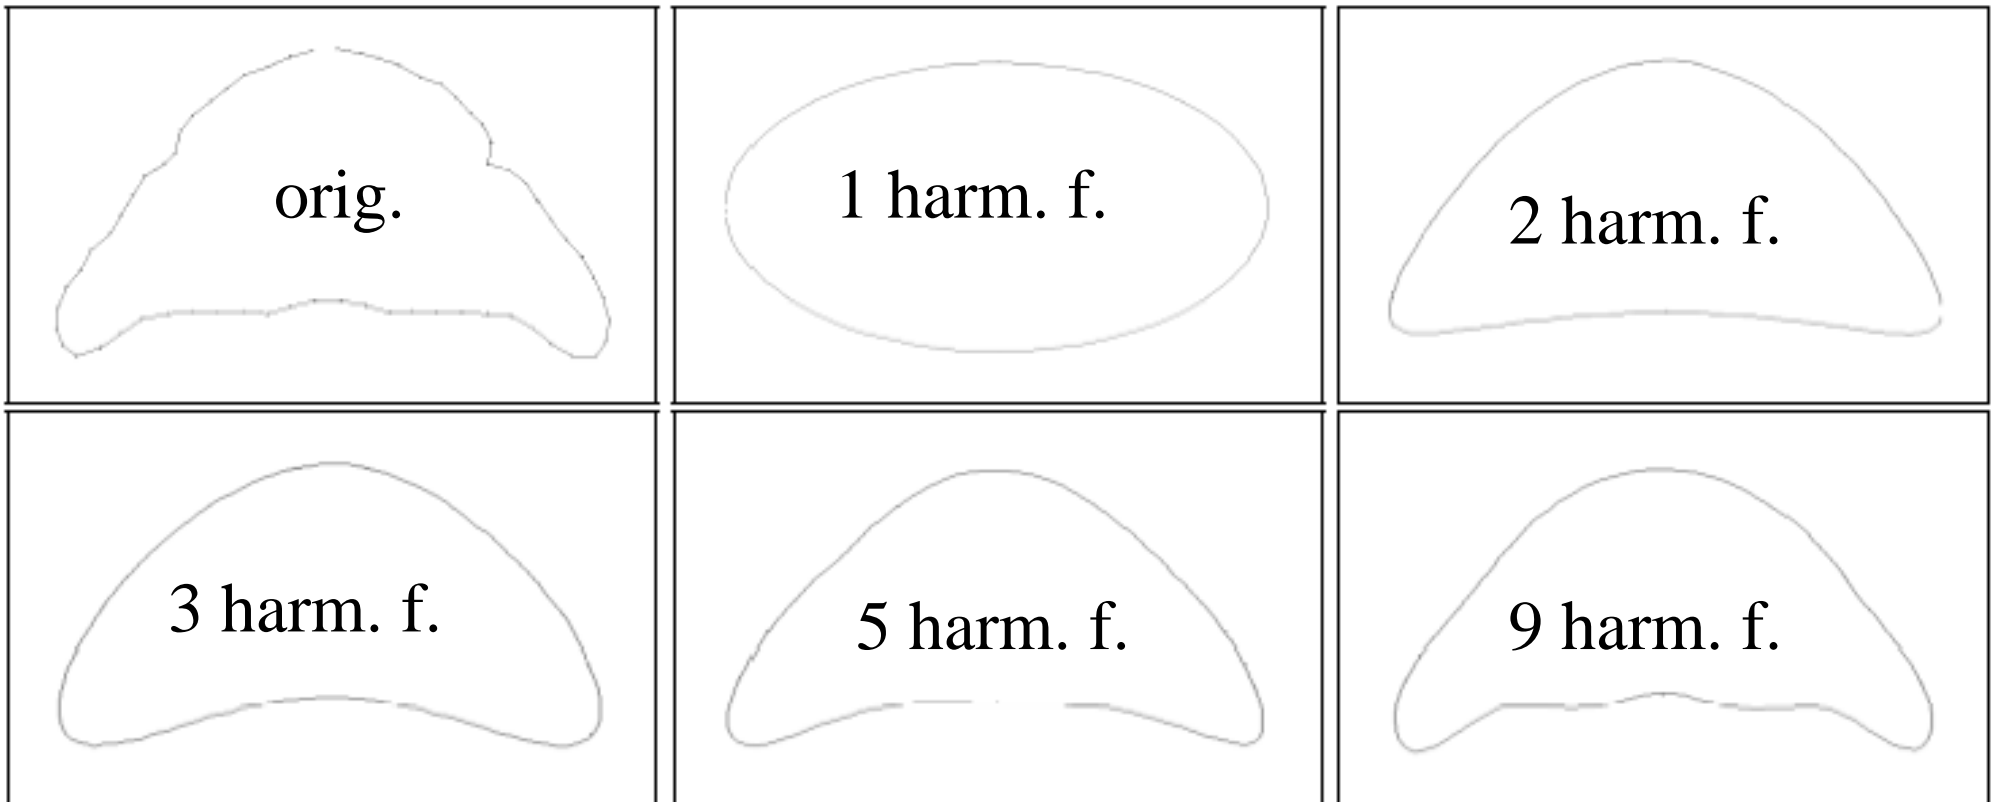 orig.
1 harm. f.
2 harm. f.
3 harm. f.
5 harm. f.
9 harm. f.